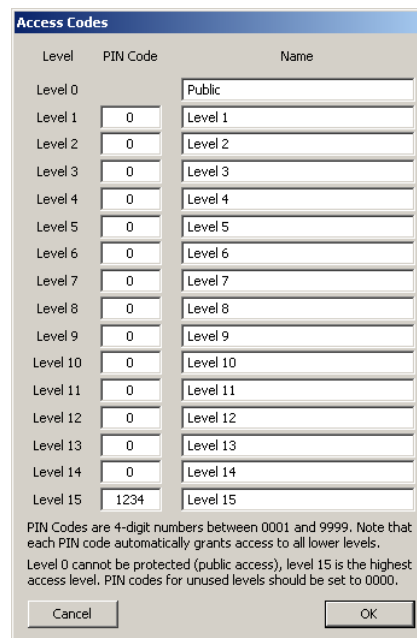 Access Codes
Level PIN Code Name
Level 0 Public
Level 1 0 Level 1
Level 2 0 Level 2
Level 3 0 Level 3
Level 4 0 Level 4
Level 5 0 Level 5
Level 6 0 Level 6
Level 7 0 Level 7
Level 8 0 Level 8
Level 9 0 Level 9
Level 10 0 Level 10
Level 11 0 Level 11
Level 12 0 Level 12
Level 13 0 Level 13
Level 14 0 Level 14
Level 15 1234 Level 15
PIN Codes are 4-digit numbers between 0001 and 9999. Note that
each PIN code automatically grants access to all lower levels.
Level 0 cannot be protected (public access), level 15 is the highest
access level. PIN codes for unused levels should be set to 0000.
Cancel OK